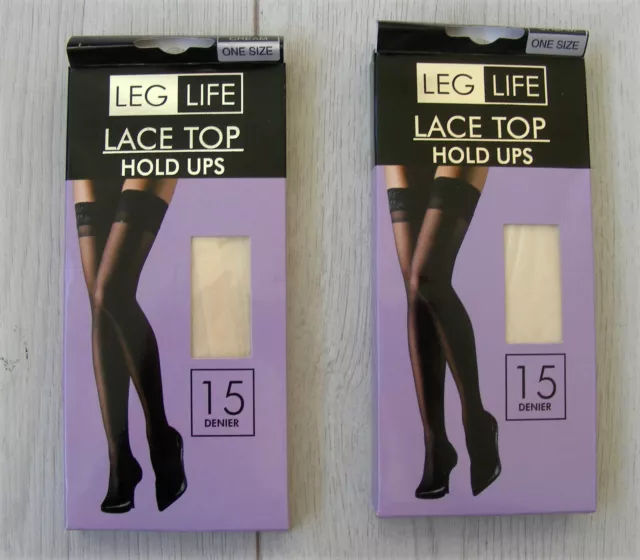 CREAM
ONE SIZE
LEG LIFE
LACE TOP
HOLD UPS
15
DENIER
ONE SIZE
LEG LIFE
LACE TOP
HOLD UPS
15
DENIER